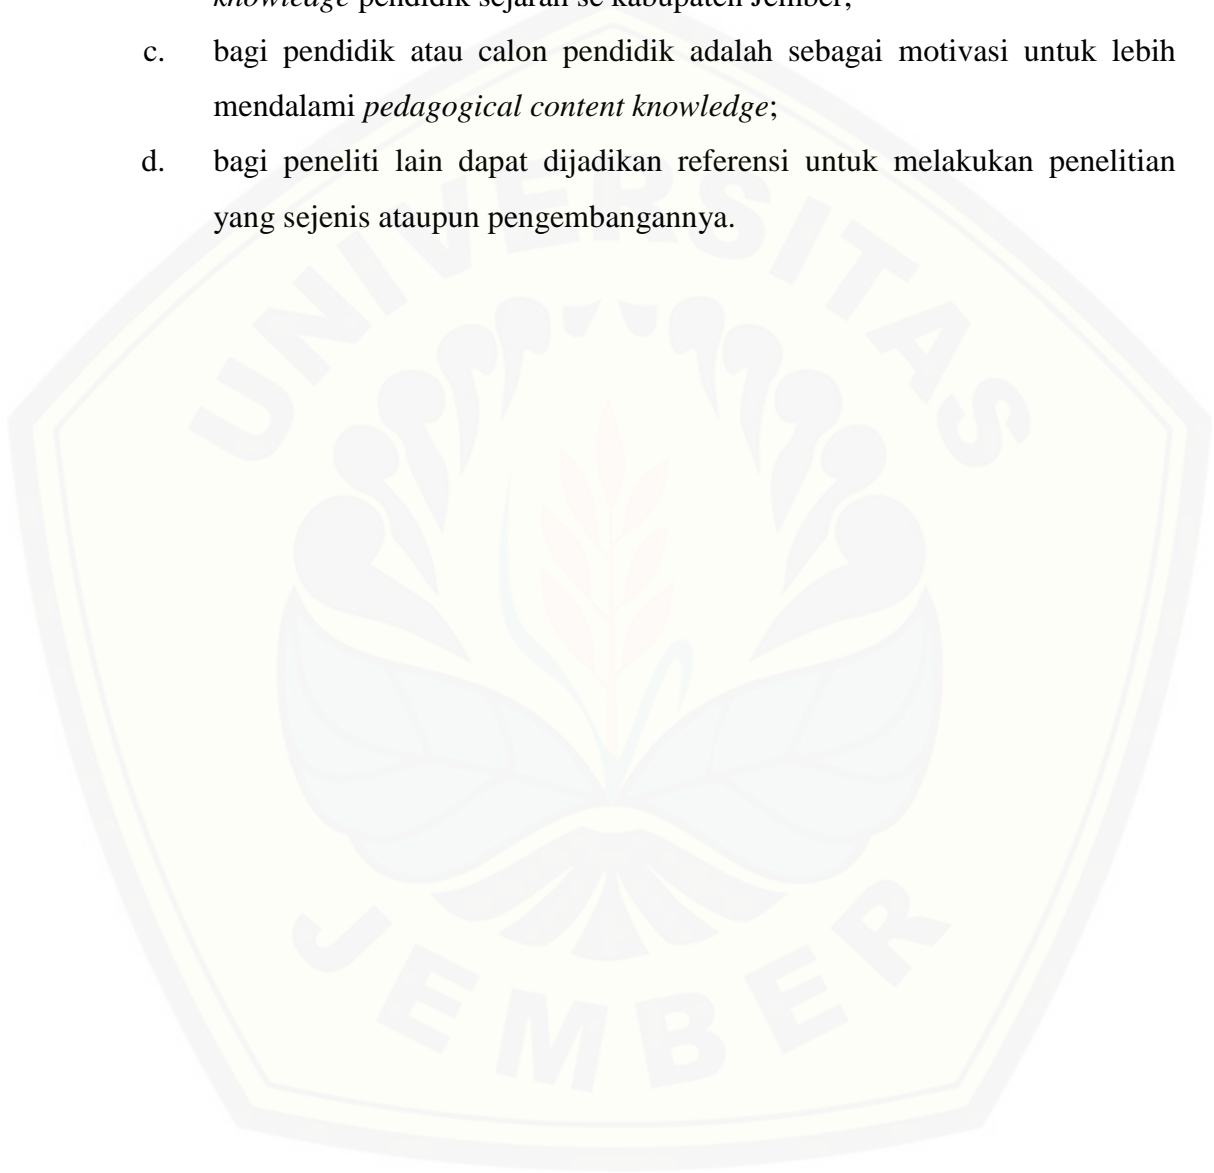 knowledge pendidik sejarah se kabupaten Jember;
c. bagi pendidik atau calon pendidik adalah sebagai motivasi untuk lebih
mendalami pedagogical content knowledge;
d. bagi peneliti lain dapat dijadikan referensi untuk melakukan penelitian
yang sejenis ataupun pengembangannya.
UNIVERSITAS
JEMBER